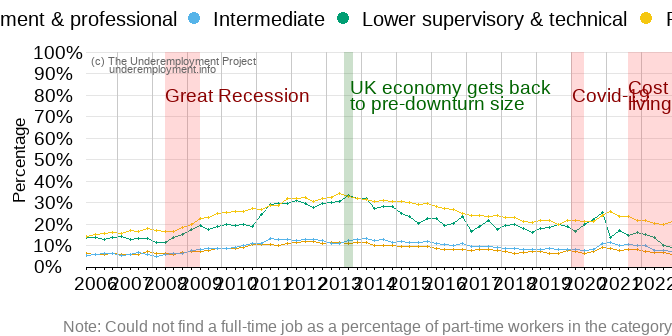 ment & professional Intermediate Lower supervisory & technical
100%
90%
80%
70%
60%
50%
40%
30%
20%
10%
0%
Percentage
(c) The Underemployment Project
underemployment.info
Great Recession
UK economy gets back
to pre-downturn size
Covid-19
Cost
living
2006 2007 2008 2009 2010 2011 2012 2013 2014 2015 2016 2017 2018 2019 2020 2021 2022
Note: Could not find a full-time job as a percentage of part-time workers in the category